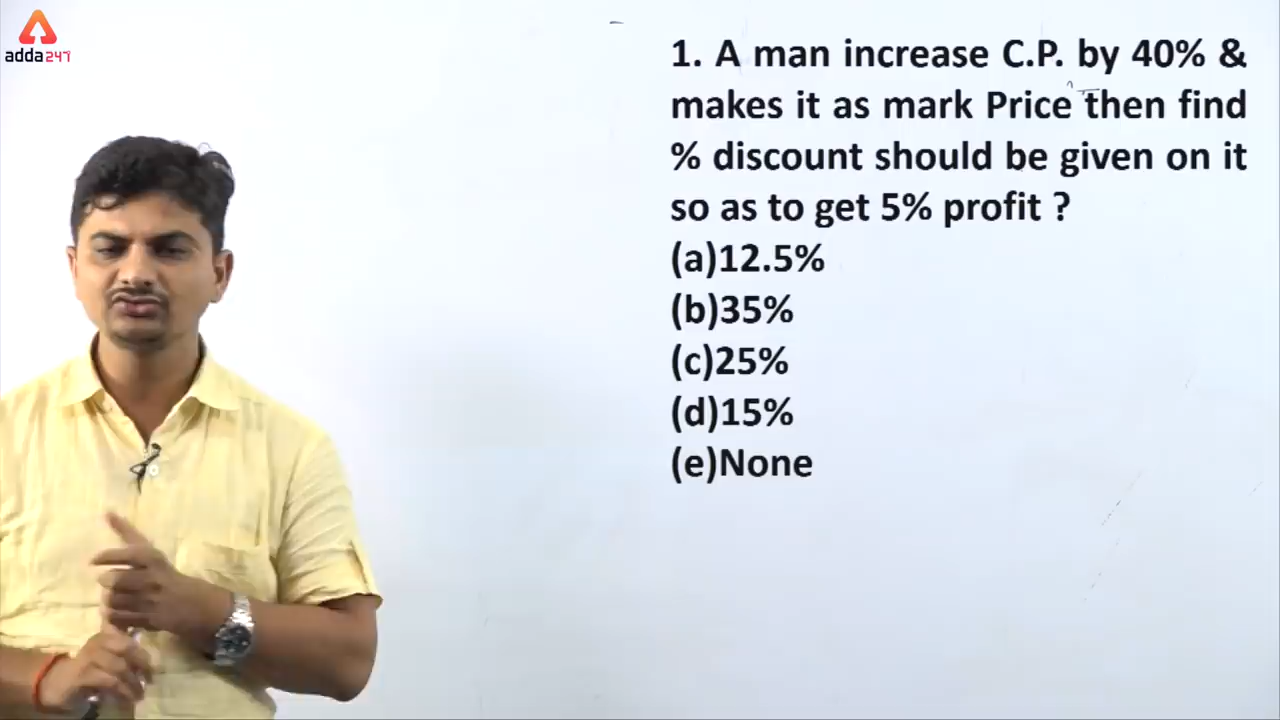 adda247
1. A man increase C.P. by 40% &
makes it as mark Price then find
% discount should be given on it
so as to get 5% profit ?
(a)12.5%
(b)35%
(c)25%
(d)15%
(e)None